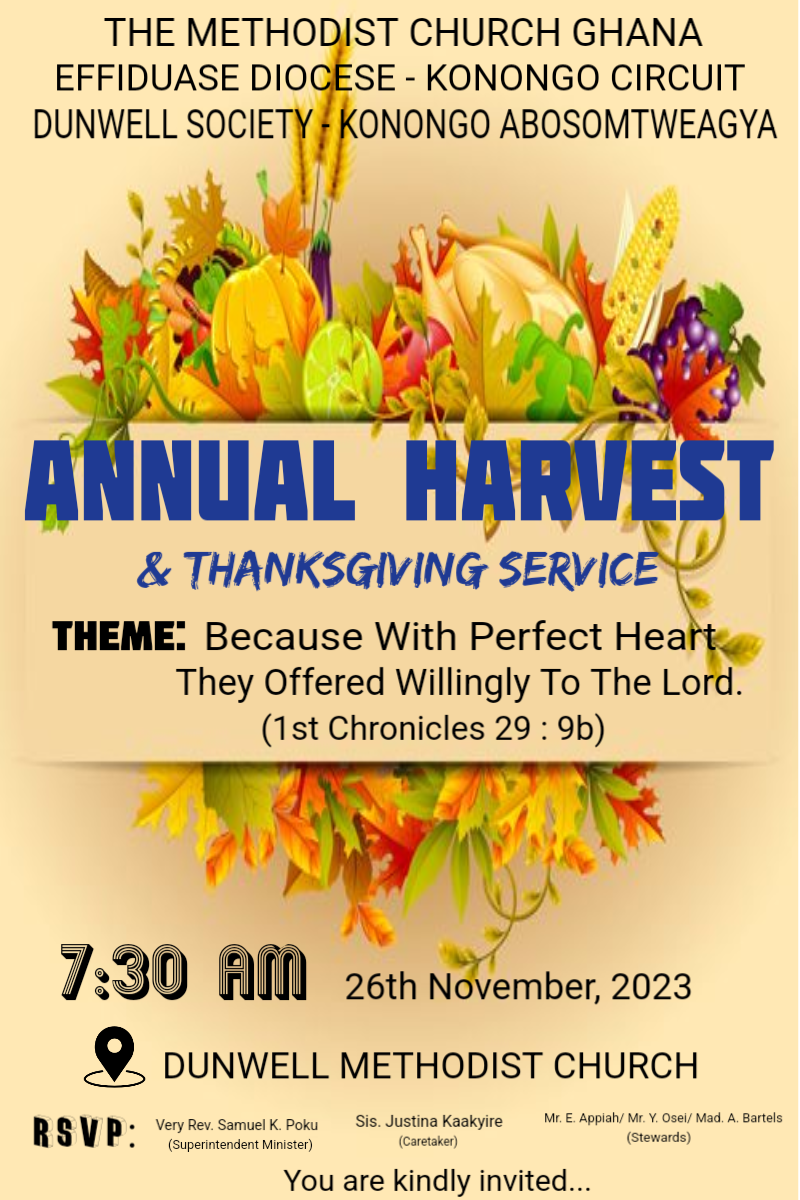 THE METHODIST CHURCH GHANA
EFFIDUASE DIOCESE - KONONGO CIRCUIT
DUNWELL SOCIETY - KONONGO ABOSOMTWEAGYA
ANNUAL HARVEST
& THANKSGIVING SERVICE
THEME: Because With Perfect Heart
They Offered Willingly To The Lord.
(1st Chronicles 29 : 9b)
7:30 AM 26th November, 2023
DUNWELL METHODIST CHURCH
RSVP: Very Rev. Samuel K. Poku Sis. Justina Kaakyire Mr. E. Appiah/ Mr. Y. Osei/ Mad. A. Bartels
(Superintendent Minister) (Caretaker) (Stewards)
You are kindly invited...